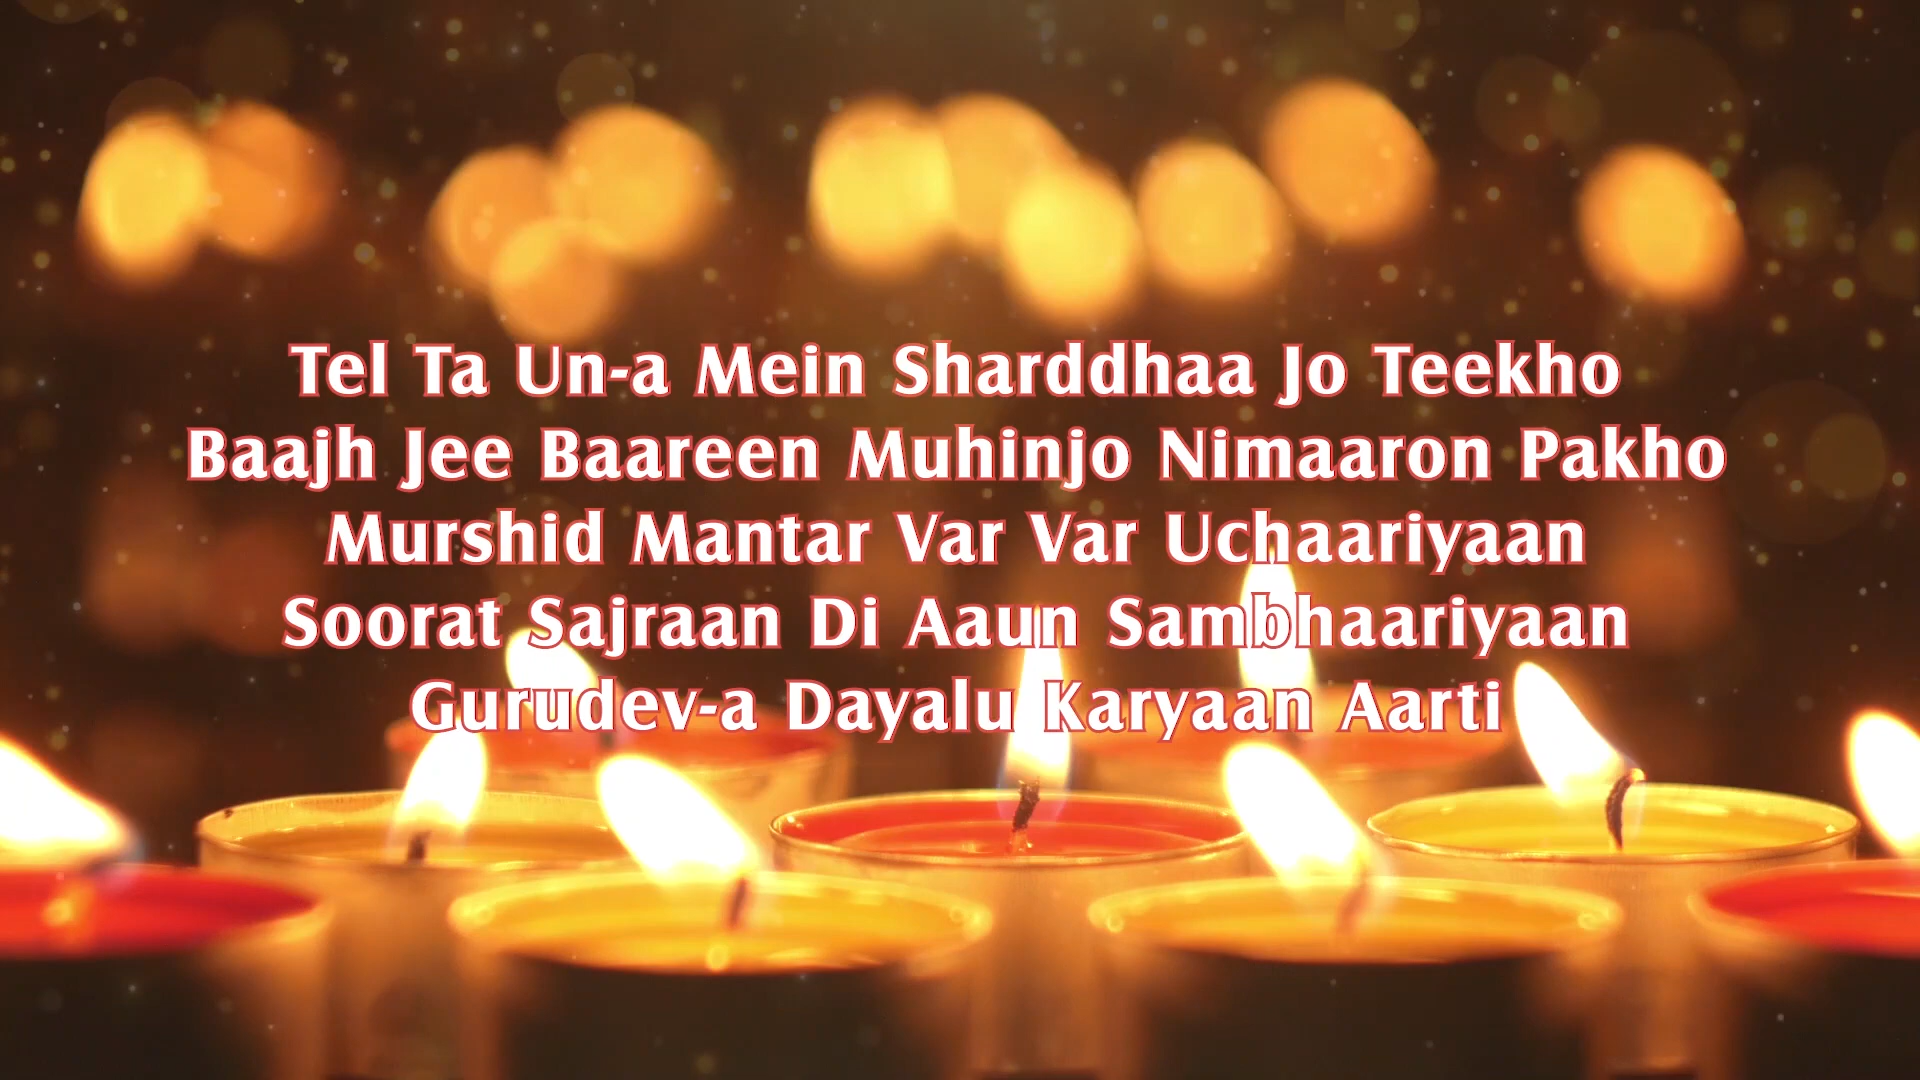 Tel Ta Un-a Mein Sharddhaa Jo Teekho
Baajh Jee Baareen Muhinjo Nimaaron Pakho
Murshid Mantar Var Var Uchaariyaan
Soorat Sajraan Di Aaun Sambhaariyaan
Gurudev-a Dayalu Karyaan Aarti